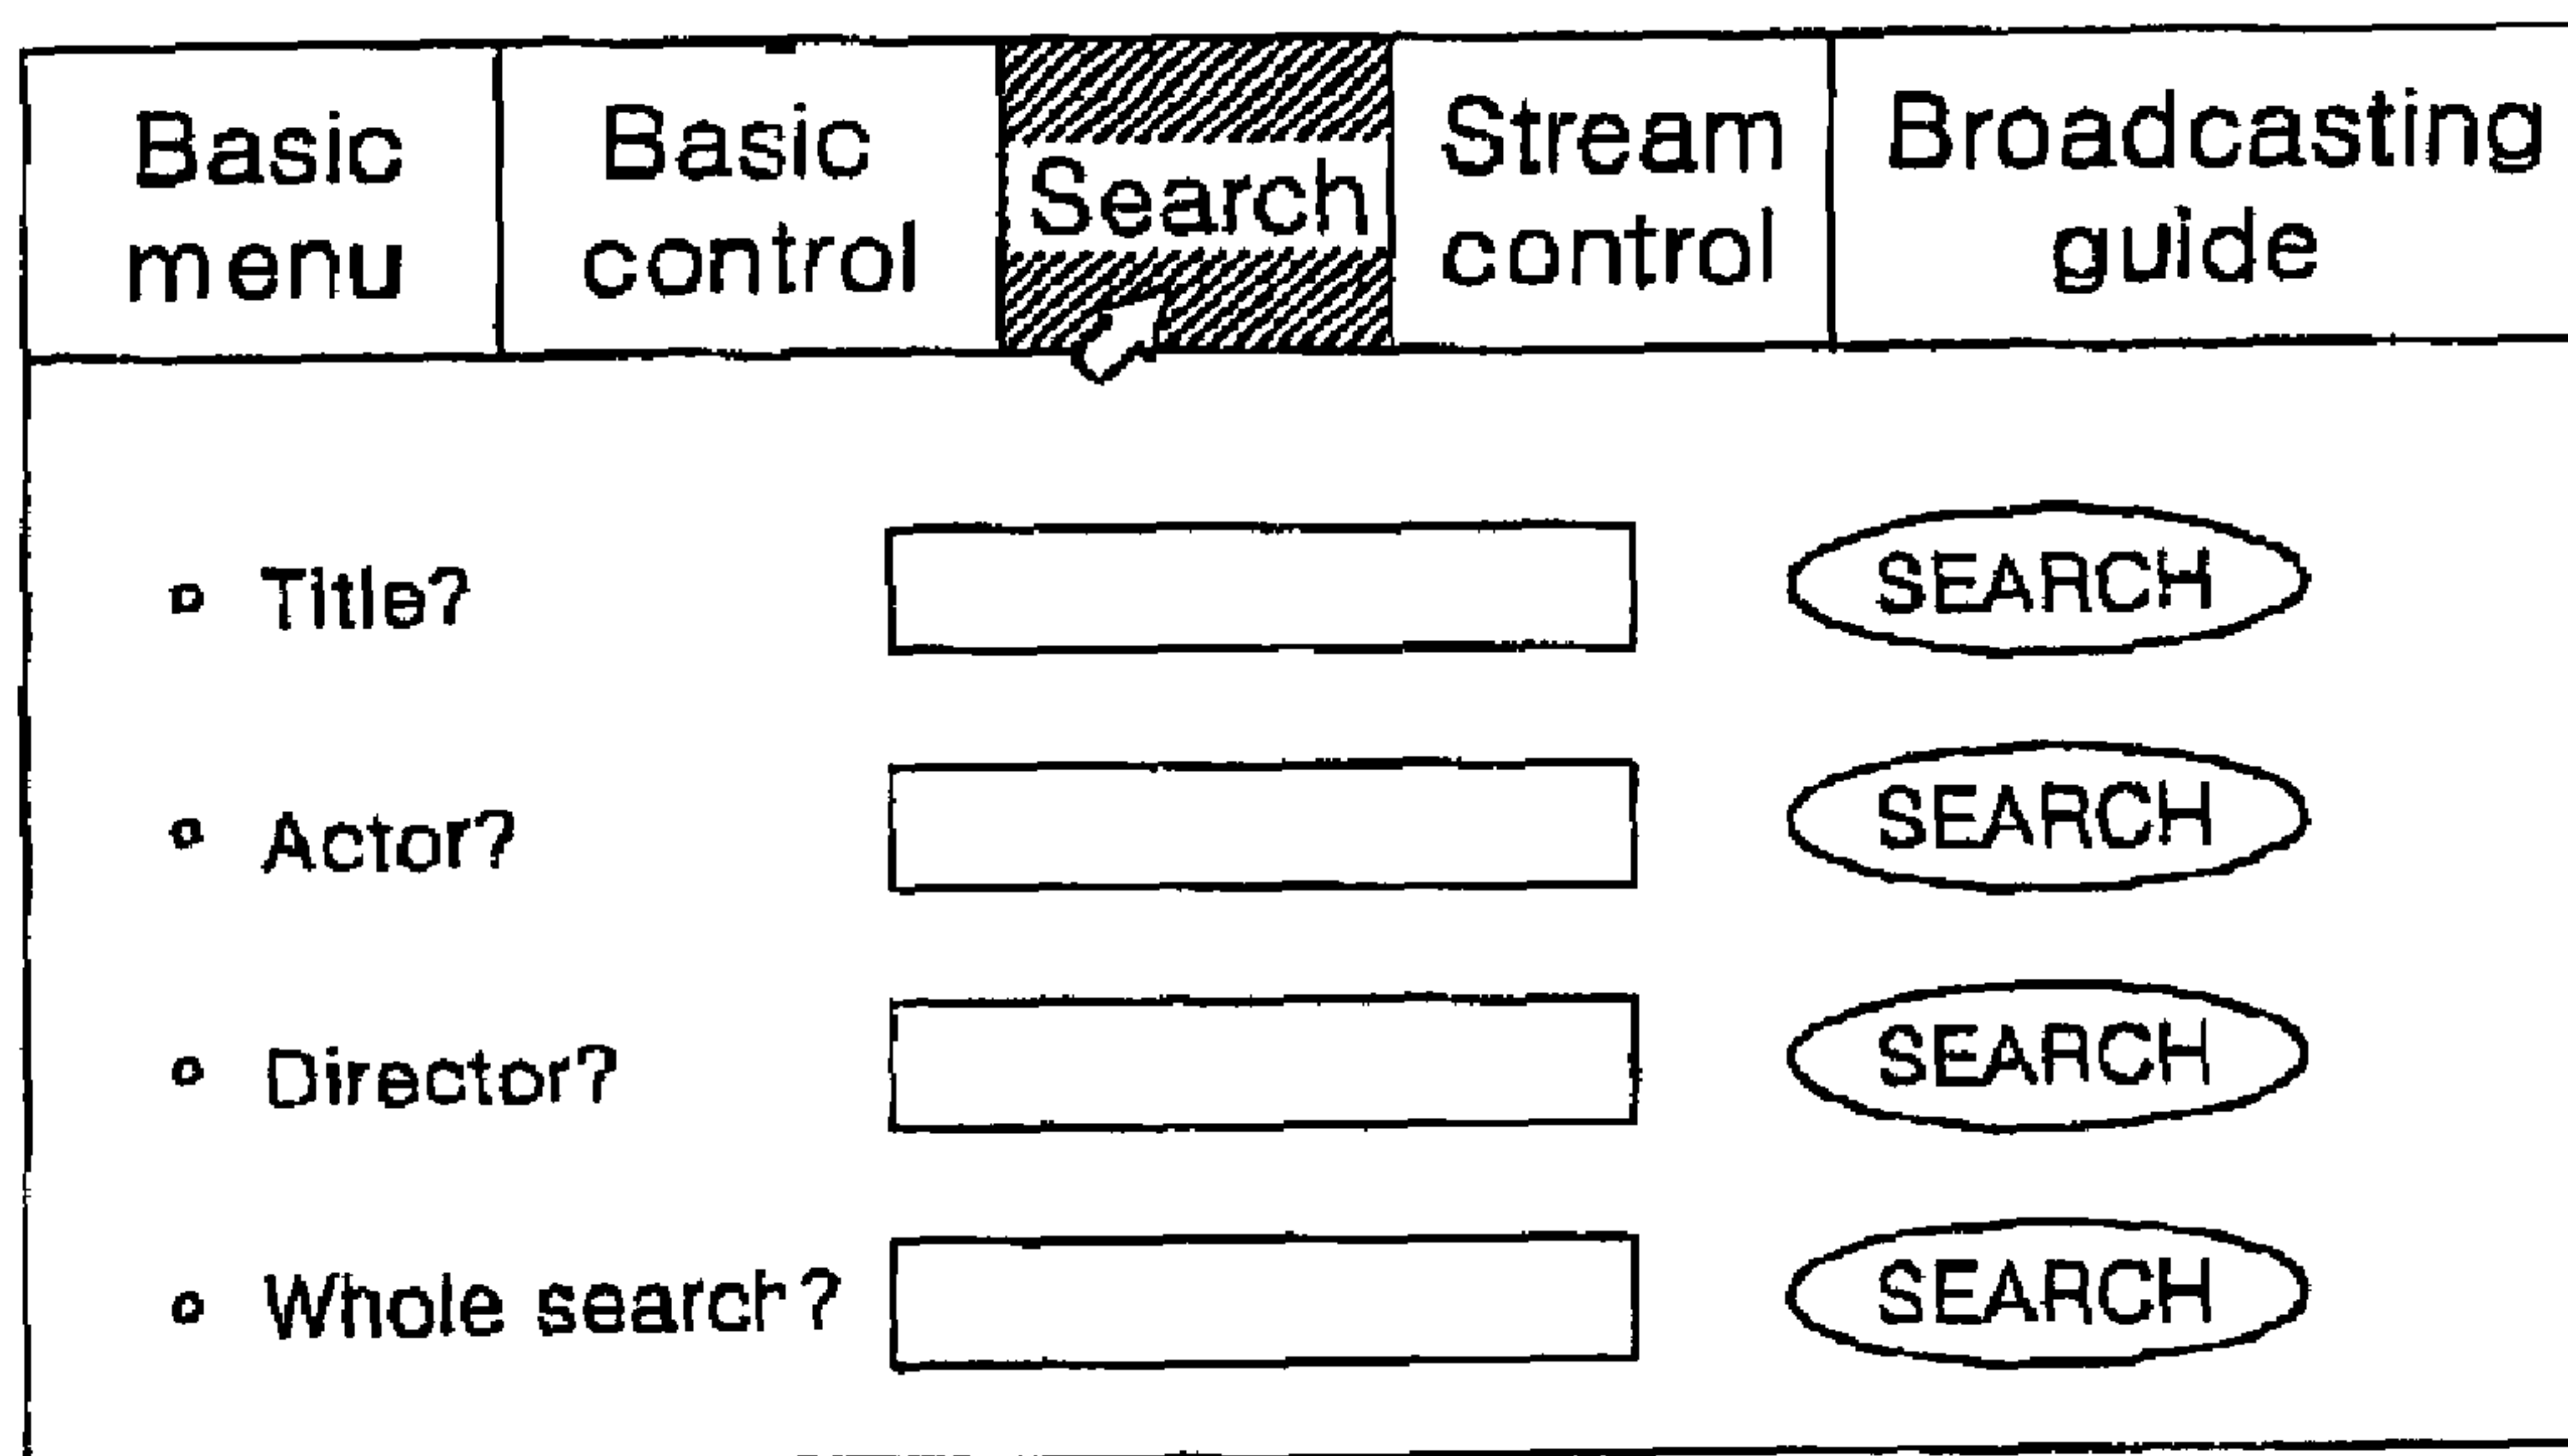 Basic menu
Basic control
Search
Stream control
Broadcasting guide
Title? SEARCH
Actor? SEARCH
Director? SEARCH
Whole search? SEARCH